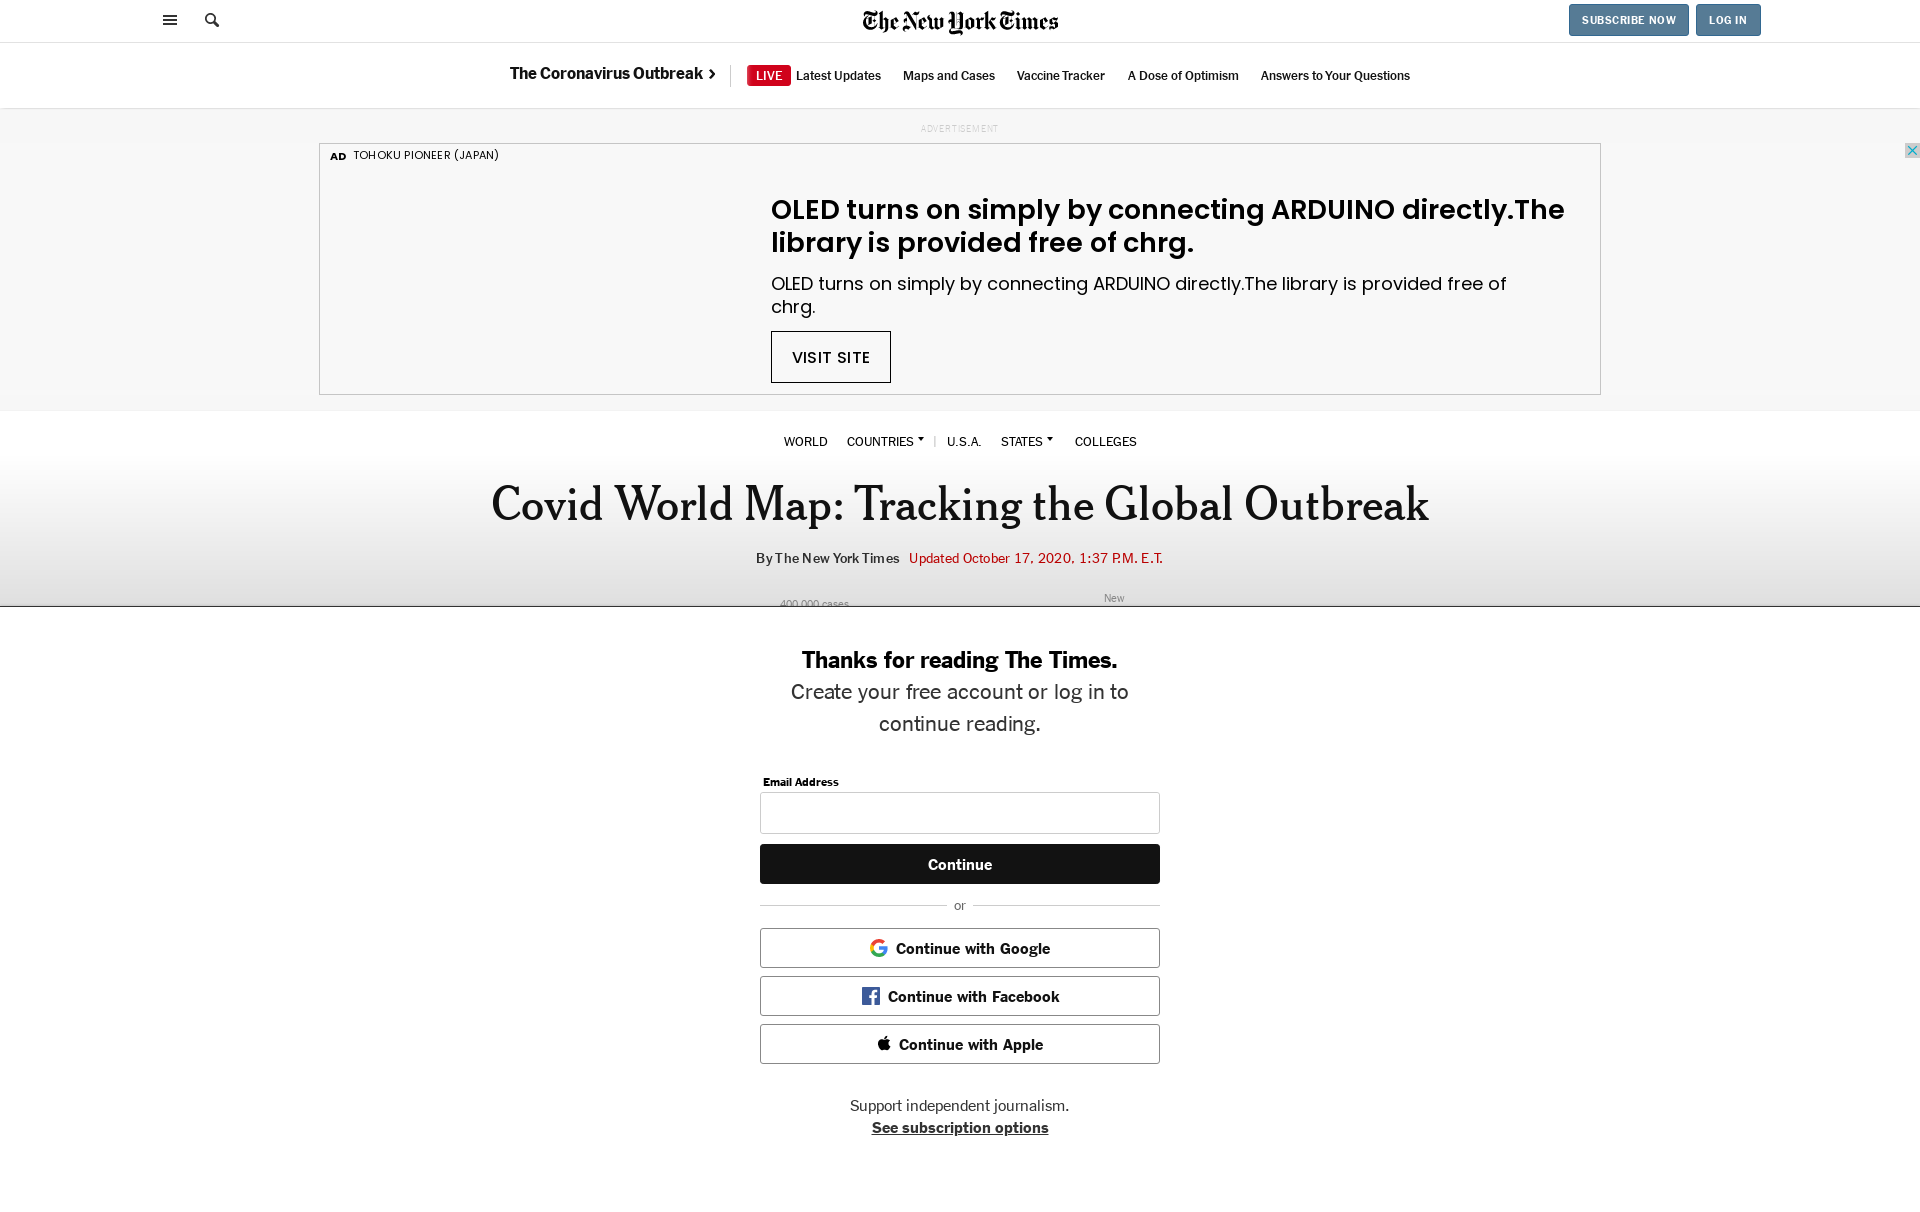 The New York Times
SUBSCRIBE NOW
LOG IN
The Coronavirus Outbreak
LIVE Latest Updates
Maps and Cases
Vaccine Tracker
A Dose of Optimism
Answers to Your Questions
ADVERTISEMENT
AD TOHOKU PIONEER (JAPAN)
OLED turns on simply by connecting ARDUINO directly.The
library is provided free of chrg.
OLED turns on simply by connecting ARDUINO directly.The library is provided free of
chrg.
VISIT SITE
WORLD COUNTRIES | U.S.A. STATES COLLEGES
Covid World Map: Tracking the Global Outbreak
By The New York Times Updated October 17, 2020, 1:37 P.M. E.T.
New
400,000 cases
Thanks for reading The Times.
Create your free account or log in to
continue reading.
Email Address
Continue
or
Continue with Google
Continue with Facebook
Continue with Apple
Support independent journalism.
See subscription options